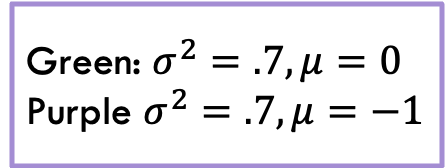 Green: σ² = .7, μ = 0
Purple σ² = .7, μ = −1